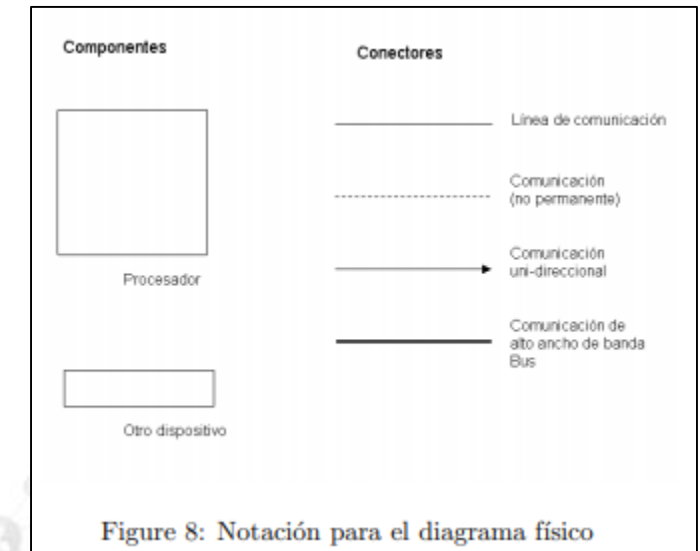 Componentes
Procesador
Otro dispositivo
Conectores
Línea de comunicación
Comunicación
(no permanente)
Comunicación
uni-direccional
Comunicación de
alto ancho de banda
Bus
Figure 8: Notación para el diagrama físico